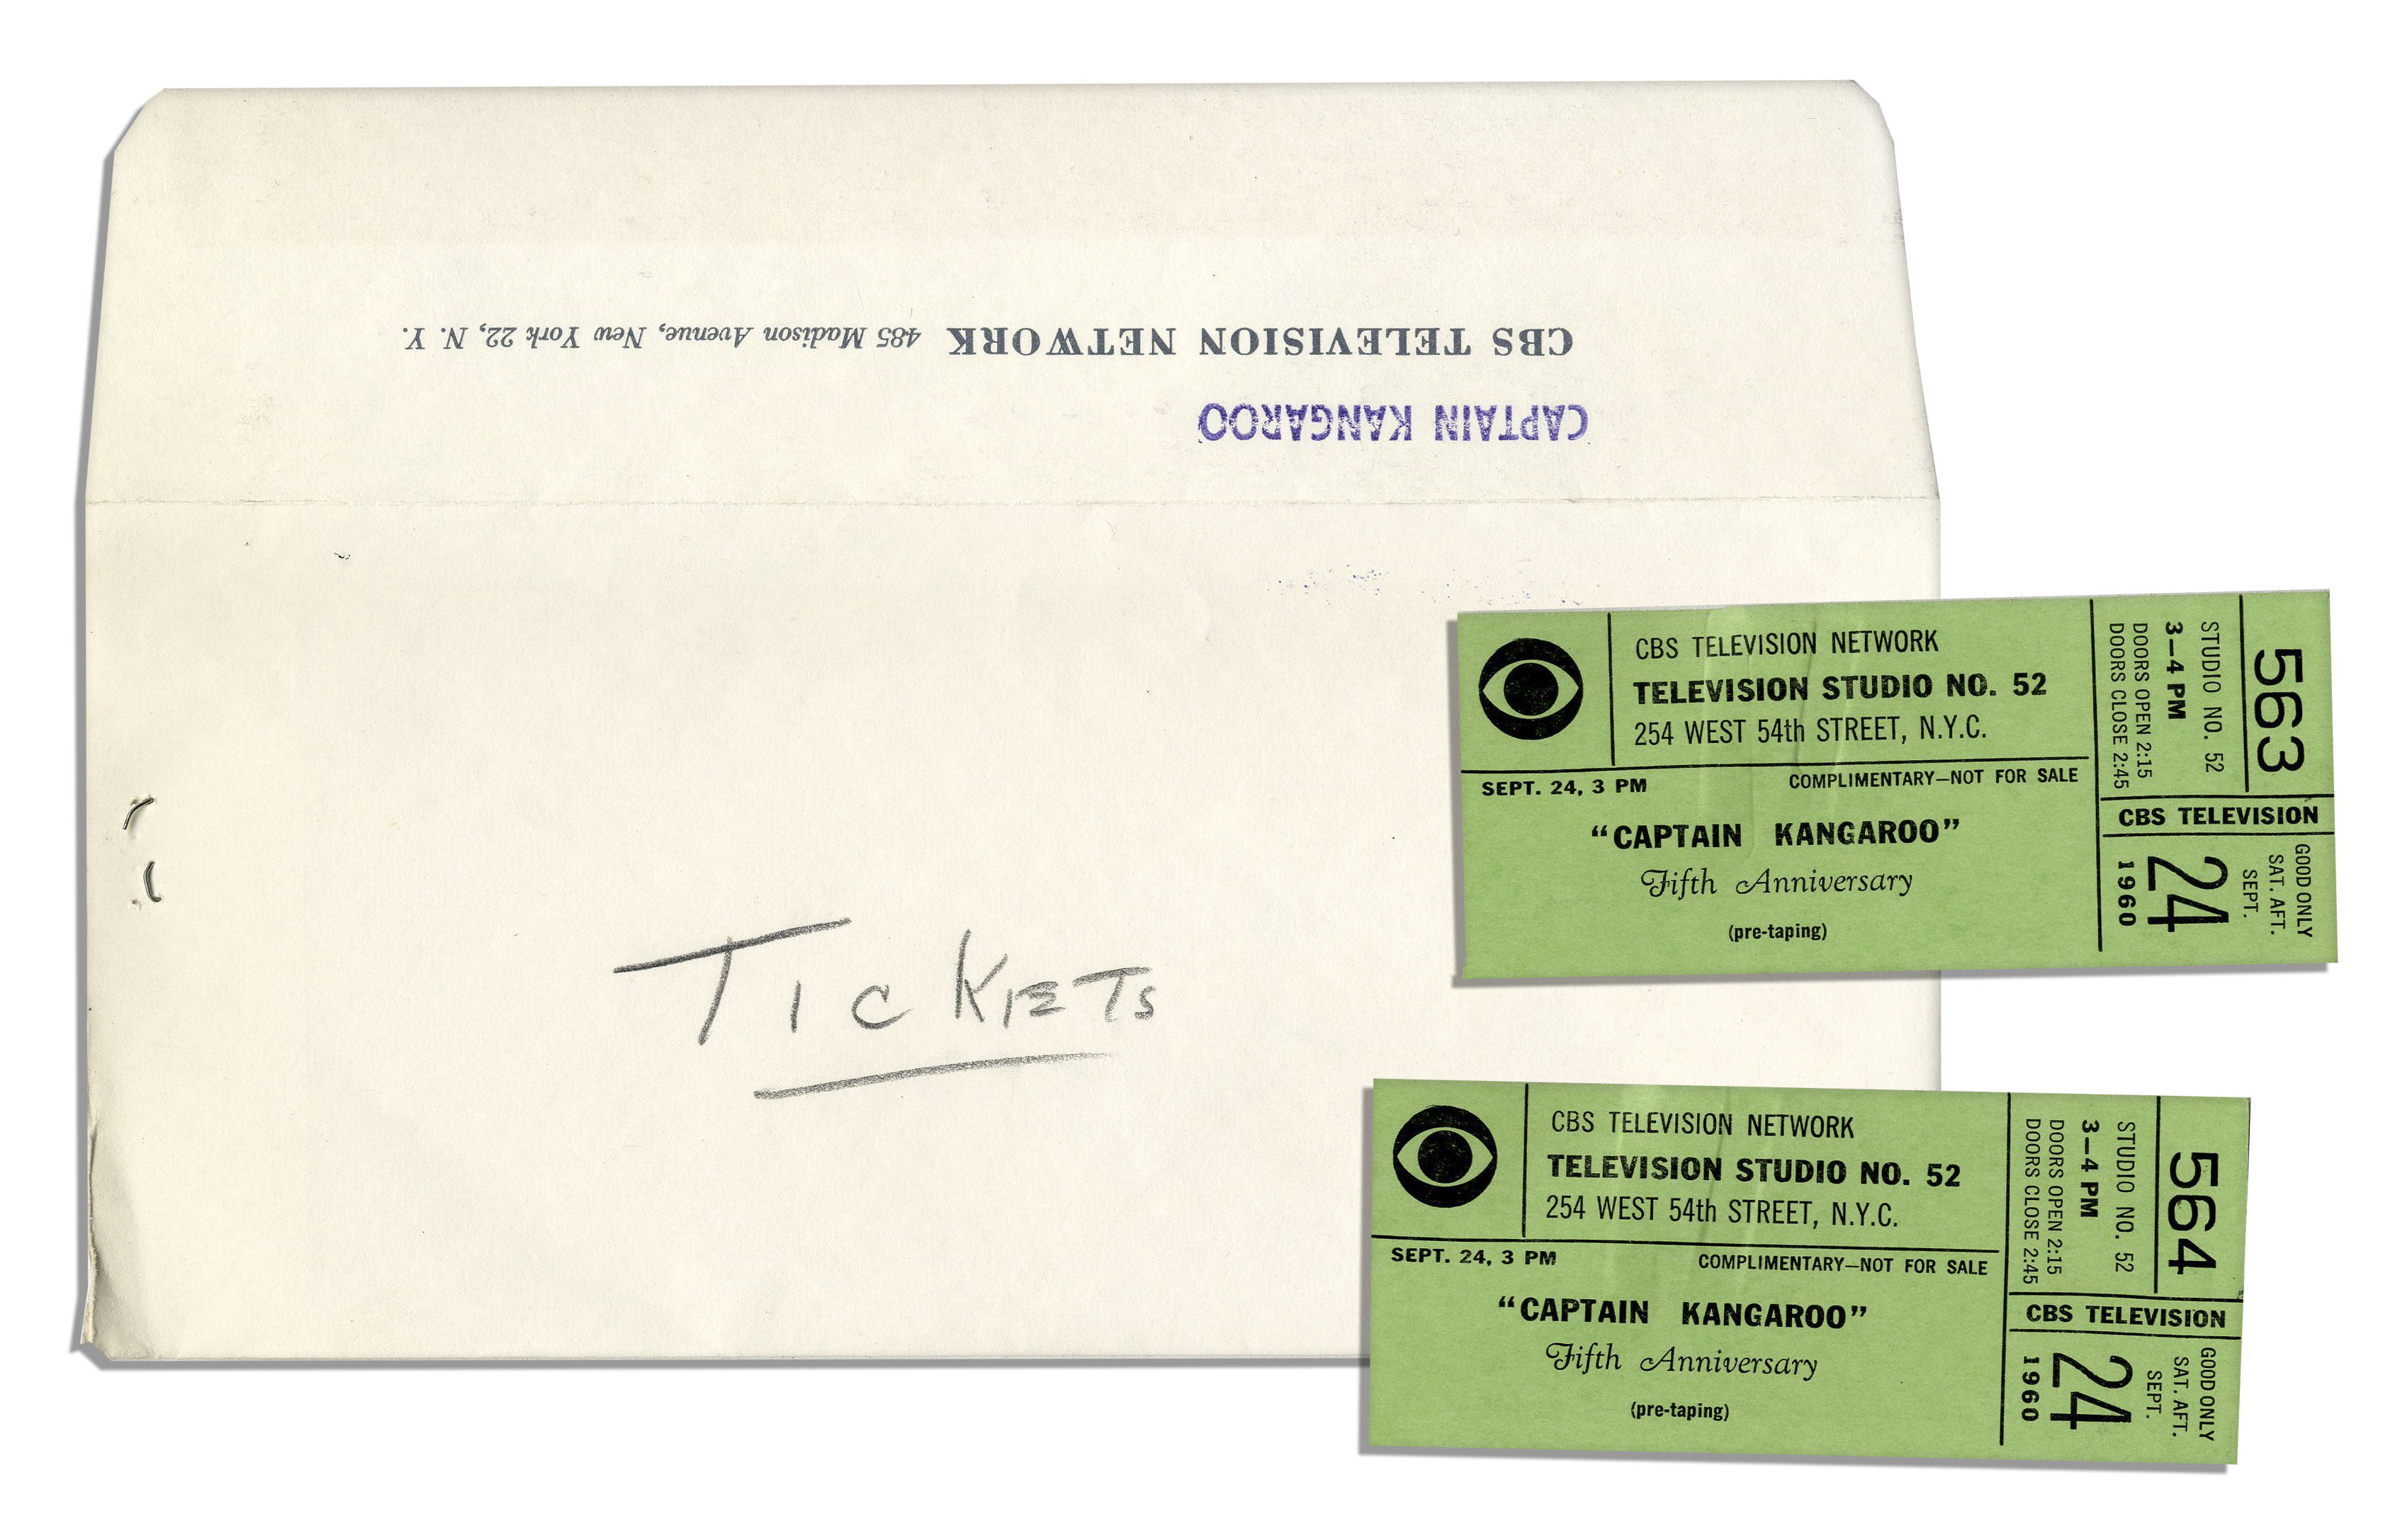 CBS TELEVISION NETWORK 485 Madison Avenue, New York 22, N. Y.
CAPTAIN KANGAROO
TICKETS
CBS TELEVISION NETWORK
TELEVISION STUDIO NO. 52
254 WEST 54th STREET, N.Y.C.
SEPT. 24, 3 PM
COMPLIMENTARY—NOT FOR SALE
"CAPTAIN KANGAROO"
Fifth Anniversary
(pre-taping)
563
STUDIO NO. 52
3—4 PM
DOORS OPEN 2:15
DOORS CLOSE 2:45
CBS TELEVISION
GOOD ONLY
SAT. AFT.
SEPT.
24
1960
CBS TELEVISION NETWORK
TELEVISION STUDIO NO. 52
254 WEST 54th STREET, N.Y.C.
SEPT. 24, 3 PM
COMPLIMENTARY—NOT FOR SALE
"CAPTAIN KANGAROO"
Fifth Anniversary
(pre-taping)
564
STUDIO NO. 52
3—4 PM
DOORS OPEN 2:15
DOORS CLOSE 2:45
CBS TELEVISION
GOOD ONLY
SAT. AFT.
SEPT.
24
1960